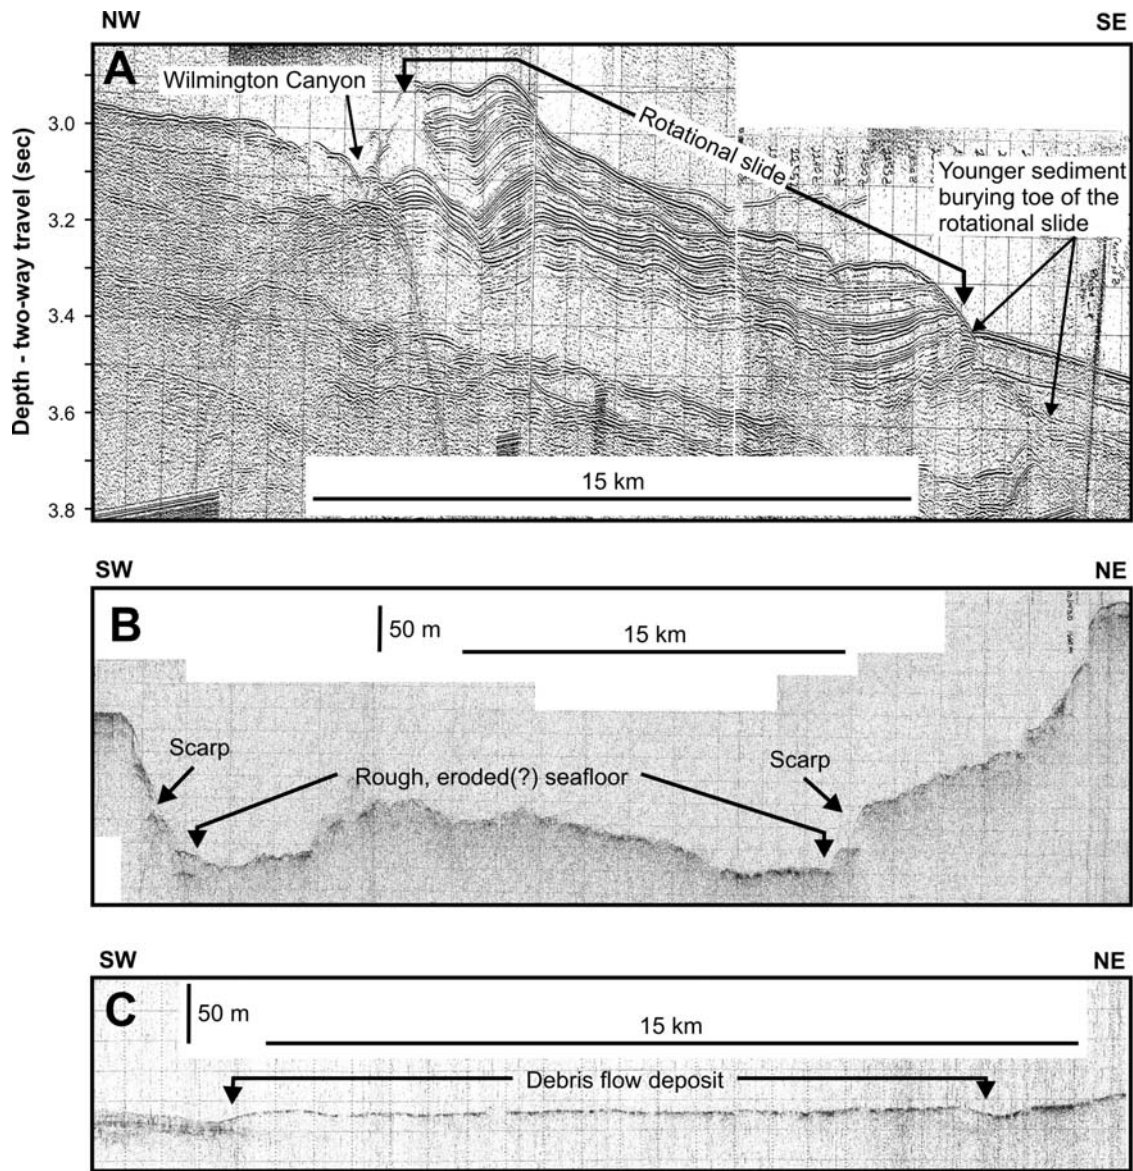 NW
SE
A
Wilmington Canyon
Rotational slide
Younger sediment
burying toe of the
rotational slide
Depth - two-way travel (sec)
3.0
3.2
3.4
3.6
3.8
15 km
SW
NE
B
50 m
15 km
Scarp
Rough, eroded(?) seafloor
Scarp
SW
NE
C
50 m
15 km
Debris flow deposit